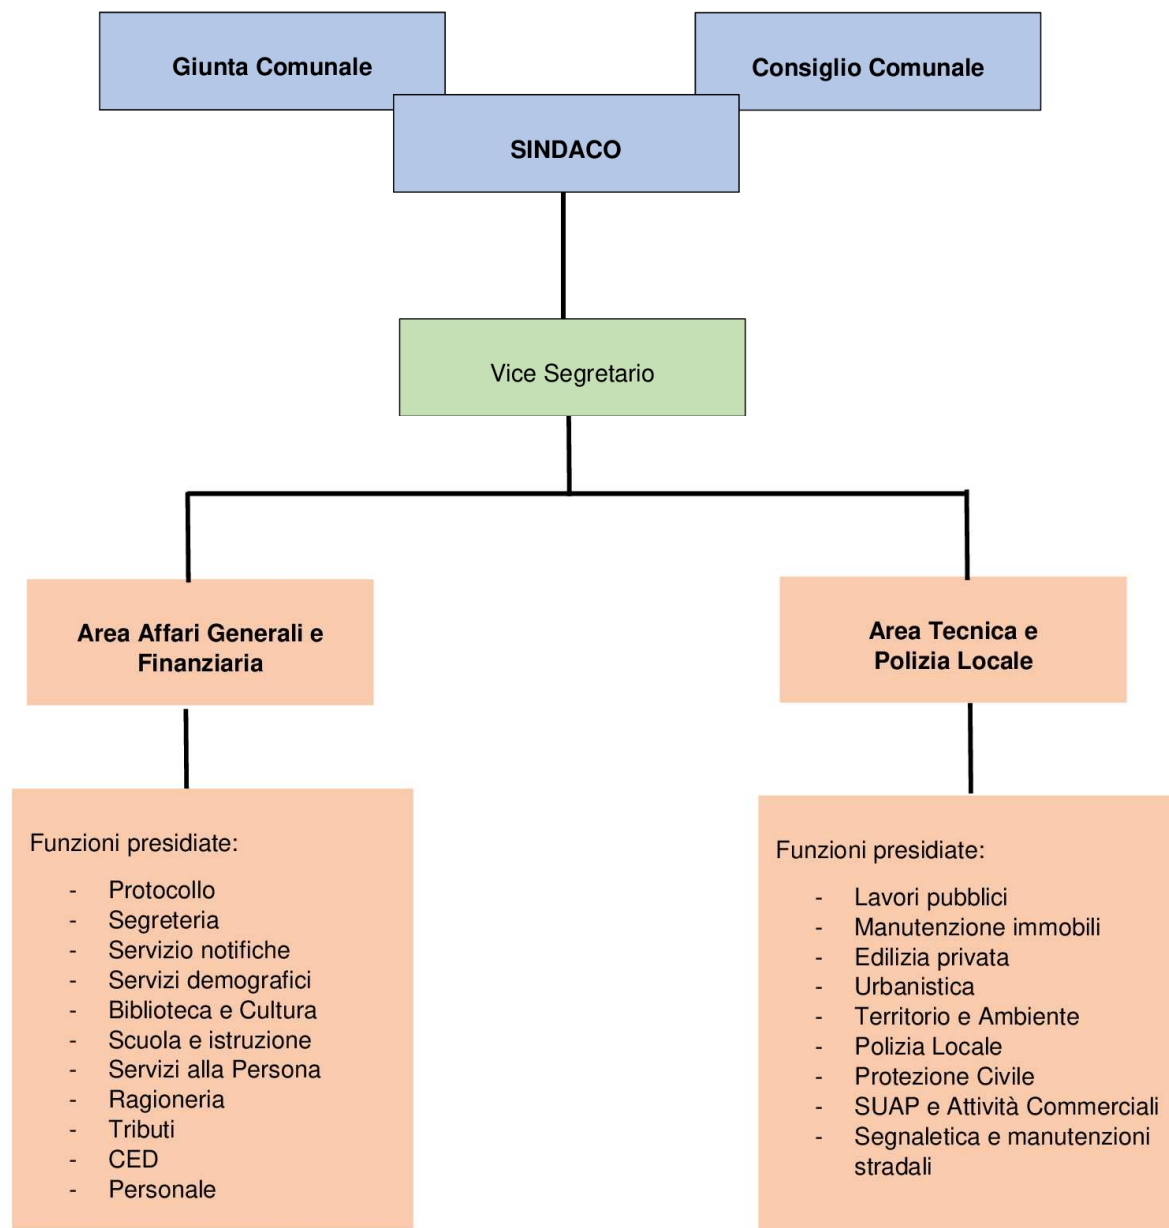 Giunta Comunale
Consiglio Comunale
SINDACO
Vice Segretario
Area Affari Generali e
Finanziaria
Area Tecnica e
Polizia Locale
Funzioni presidiate:
- Protocollo
- Segreteria
- Servizio notifiche
- Servizi demografici
- Biblioteca e Cultura
- Scuola e istruzione
- Servizi alla Persona
- Ragioneria
- Tributi
- CED
- Personale
Funzioni presidiate:
- Lavori pubblici
- Manutenzione immobili
- Edilizia privata
- Urbanistica
- Territorio e Ambiente
- Polizia Locale
- Protezione Civile
- SUAP e Attività Commerciali
- Segnaletica e manutenzioni
stradali